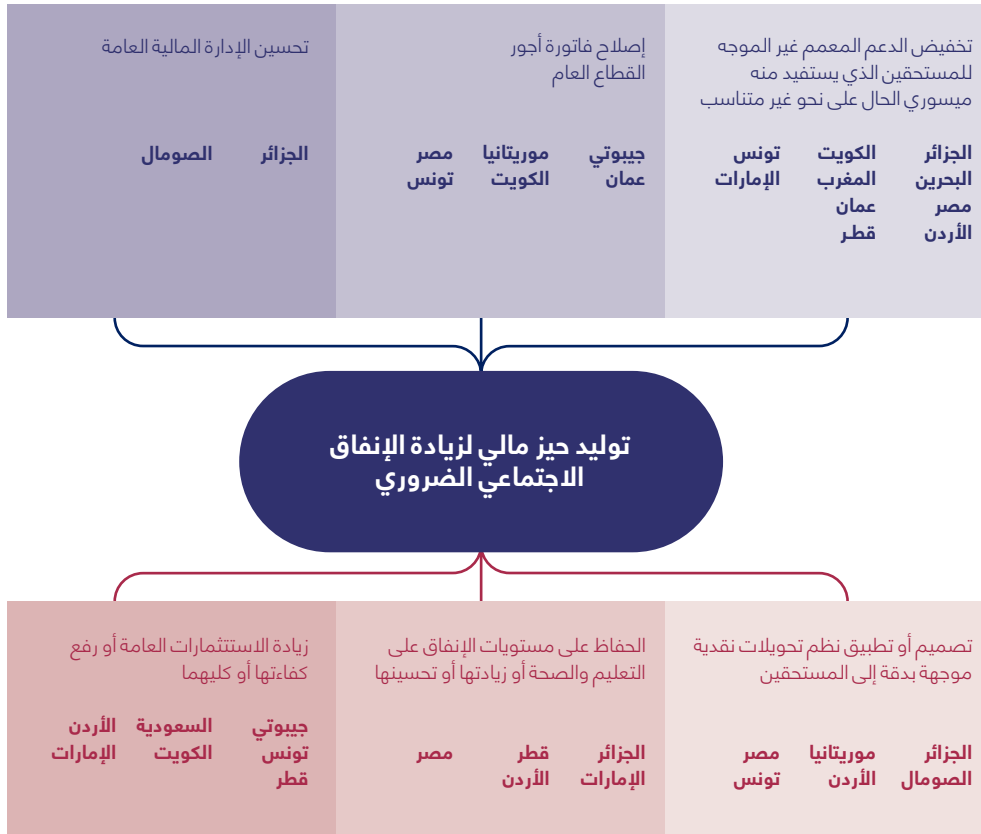 تخفيض الدعم المعمم غير الموجه
للمستحقين الذي يستفيد منه
ميسوري الحال على نحو غير متناسب
الجزائر الكويت تونس
البحرين المغرب الإمارات
مصر عمان
الأردن قطر
إصلاح فاتورة أجور
القطاع العام
جيبوتي موريتانيا مصر
عمان الكويت تونس
تحسين الإدارة المالية العامة
الجزائر الصومال
توليد حيز مالي لزيادة الإنفاق
الاجتماعي الضروري
تصميم أو تطبيق نظم تحويلات نقدية
موجهة بدقة إلى المستحقين
الجزائر موريتانيا مصر
الصومال الأردن تونس
الحفاظ على مستويات الإنفاق على
التعليم والصحة أو زيادتها أو تحسينها
الجزائر قطر مصر
الإمارات الأردن
زيادة الاستتثمارات العامة أو رفع
كفاءتها أو كليهما
جيبوتي السعودية الأردن
تونس الكويت الإمارات
قطر